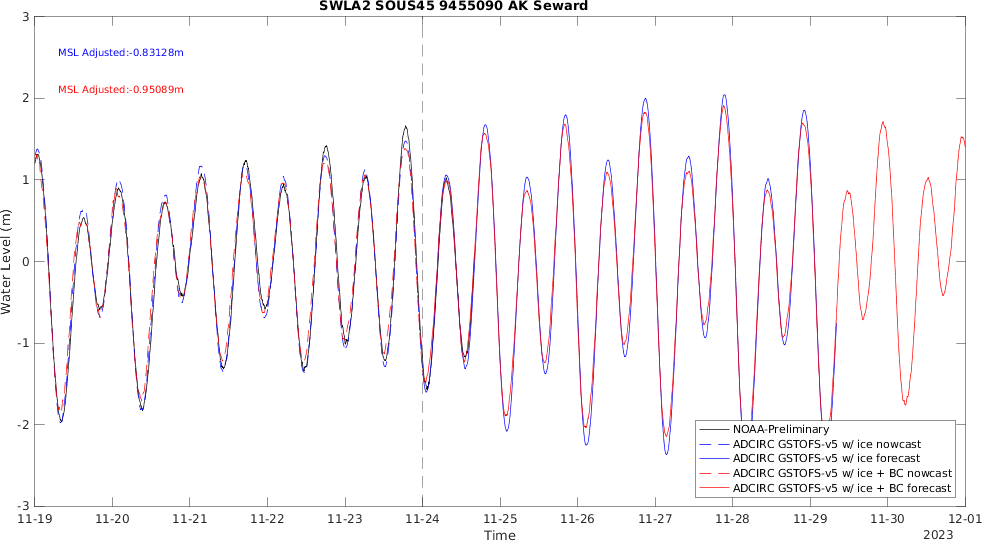 SWLA2 SOUS45 9455090 AK Seward
MSL Adjusted:-0.83128m
MSL Adjusted:-0.95089m
Water Level (m)
3
2
1
0
-1
-2
-3
NOAA-Preliminary
ADCIRC GSTOFS-v5 w/ ice nowcast
ADCIRC GSTOFS-v5 w/ ice forecast
ADCIRC GSTOFS-v5 w/ ice + BC nowcast
ADCIRC GSTOFS-v5 w/ ice + BC forecast
11-19 11-20 11-21 11-22 11-23 11-24 11-25 11-26 11-27 11-28 11-29 11-30 12-01
Time
2023